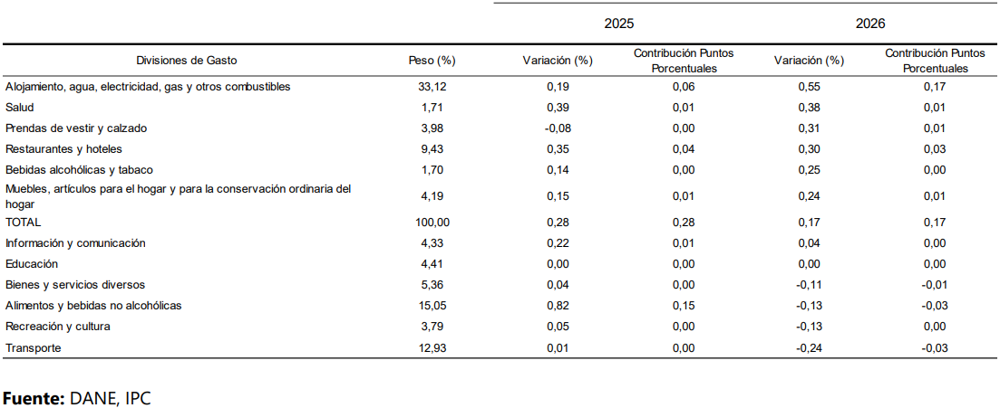 2025 2026
Divisiones de Gasto Peso (%) Variación (%) Contribución Puntos Porcentuales Variación (%) Contribución Puntos Porcentuales
Alojamiento, agua, electricidad, gas y otros combustibles 33,12 0,19 0,06 0,55 0,17
Salud 1,71 0,39 0,01 0,38 0,01
Prendas de vestir y calzado 3,98 -0,08 0,00 0,31 0,01
Restaurantes y hoteles 9,43 0,35 0,04 0,30 0,03
Bebidas alcohólicas y tabaco 1,70 0,14 0,00 0,25 0,00
Muebles, artículos para el hogar y para la conservación ordinaria del
hogar 4,19 0,15 0,01 0,24 0,01
TOTAL 100,00 0,28 0,28 0,17 0,17
Información y comunicación 4,33 0,22 0,01 0,04 0,00
Educación 4,41 0,00 0,00 0,00 0,00
Bienes y servicios diversos 5,36 0,04 0,00 -0,11 -0,01
Alimentos y bebidas no alcohólicas 15,05 0,82 0,15 -0,13 -0,03
Recreación y cultura 3,79 0,05 0,00 -0,13 0,00
Transporte 12,93 0,01 0,00 -0,24 -0,03
Fuente: DANE, IPC